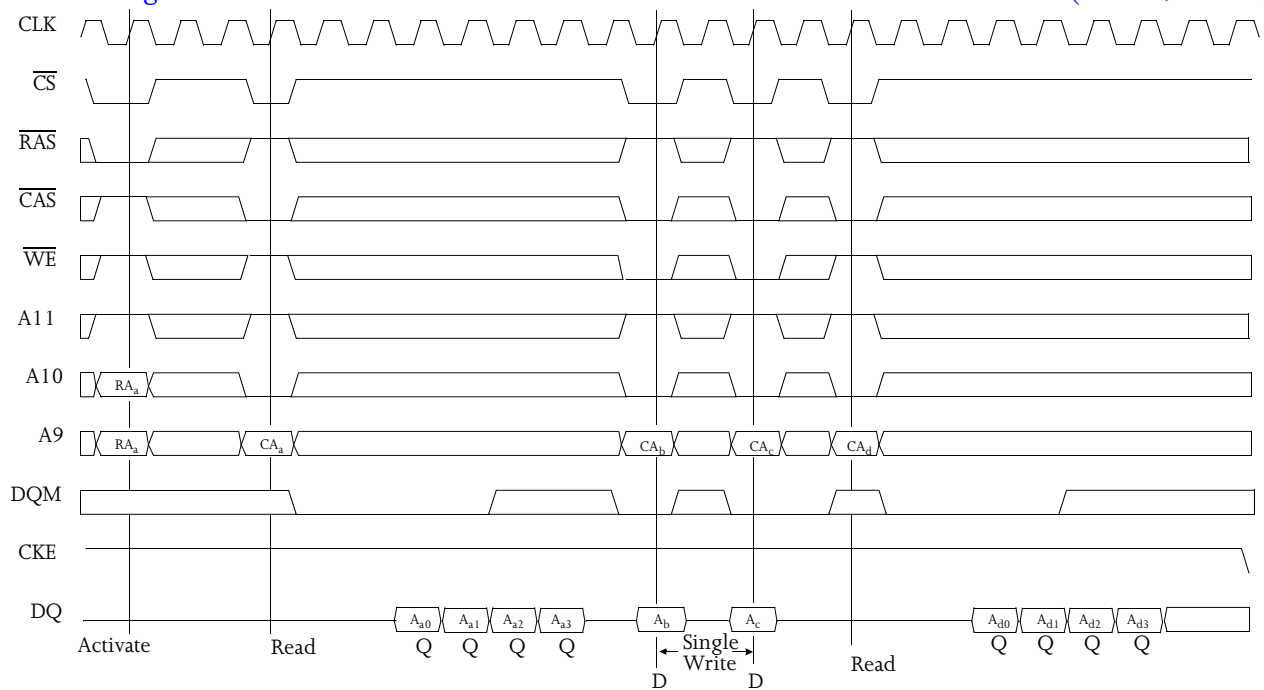 CLK
CS
RAS
CAS
WE
A11
A10 RAa
A9 RAa CAa CAb CAc CAd
DQM
CKE
DQ Aa0 Aa1 Aa2 Aa3 Ab Ac Ad0 Ad1 Ad2 Ad3
Activate Read Q Q Q Q Single Write Read Q Q Q Q
D D